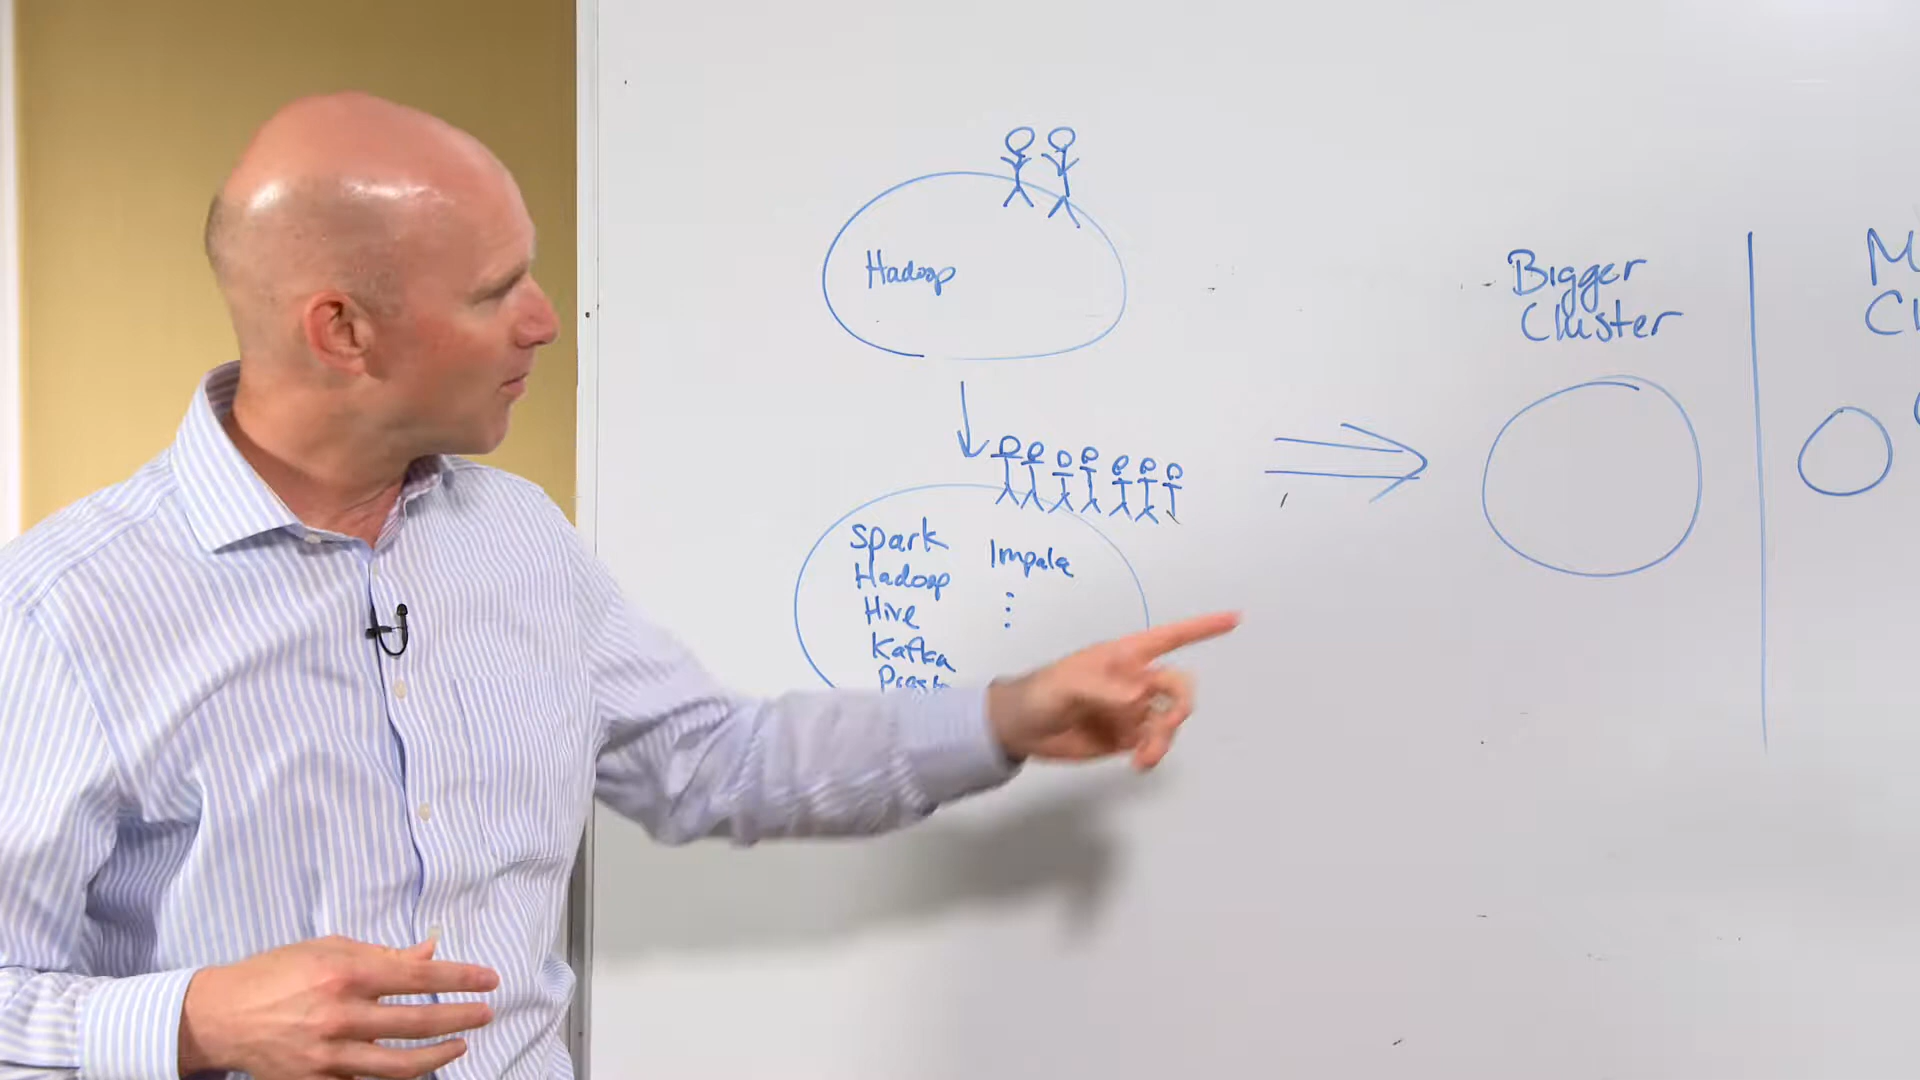 Hadoop
Spark
Hadoop
Hive
Kafka
Impala
⋮
Bigger
Cluster